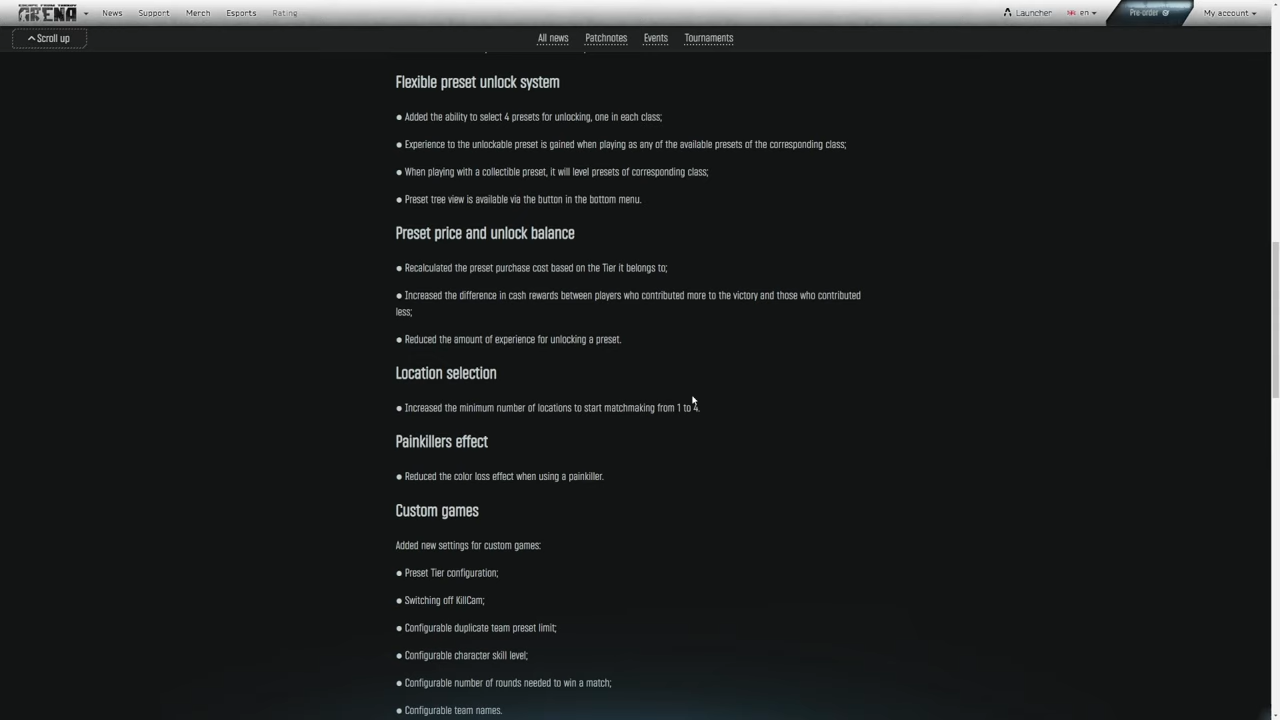 ESCAPE FROM TARKOV
ARENA
News
Support
Merch
Esports
Rating
Launcher
en
Pre-order
My account
Scroll up
All news
Patchnotes
Events
Tournaments
Flexible preset unlock system
● Added the ability to select 4 presets for unlocking, one in each class;
● Experience to the unlockable preset is gained when playing as any of the available presets of the corresponding class;
● When playing with a collectible preset, it will level presets of corresponding class;
● Preset tree view is available via the button in the bottom menu.
Preset price and unlock balance
● Recalculated the preset purchase cost based on the Tier it belongs to;
● Increased the difference in cash rewards between players who contributed more to the victory and those who contributed
less;
● Reduced the amount of experience for unlocking a preset.
Location selection
● Increased the minimum number of locations to start matchmaking from 1 to 4.
Painkillers effect
● Reduced the color loss effect when using a painkiller.
Custom games
Added new settings for custom games:
● Preset Tier configuration;
● Switching off KillCam;
● Configurable duplicate team preset limit;
● Configurable character skill level;
● Configurable number of rounds needed to win a match;
● Configurable team names.